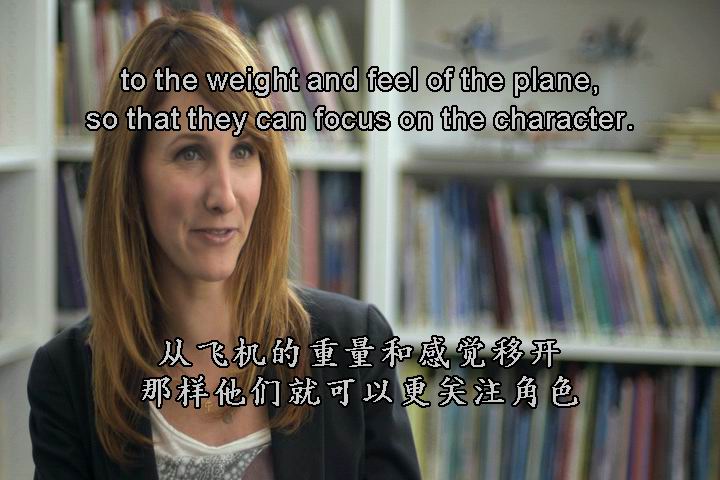 to the weight and feel of the plane,
so that they can focus on the character.
从飞机的重量和感觉移开
那样他们就可以更关注角色